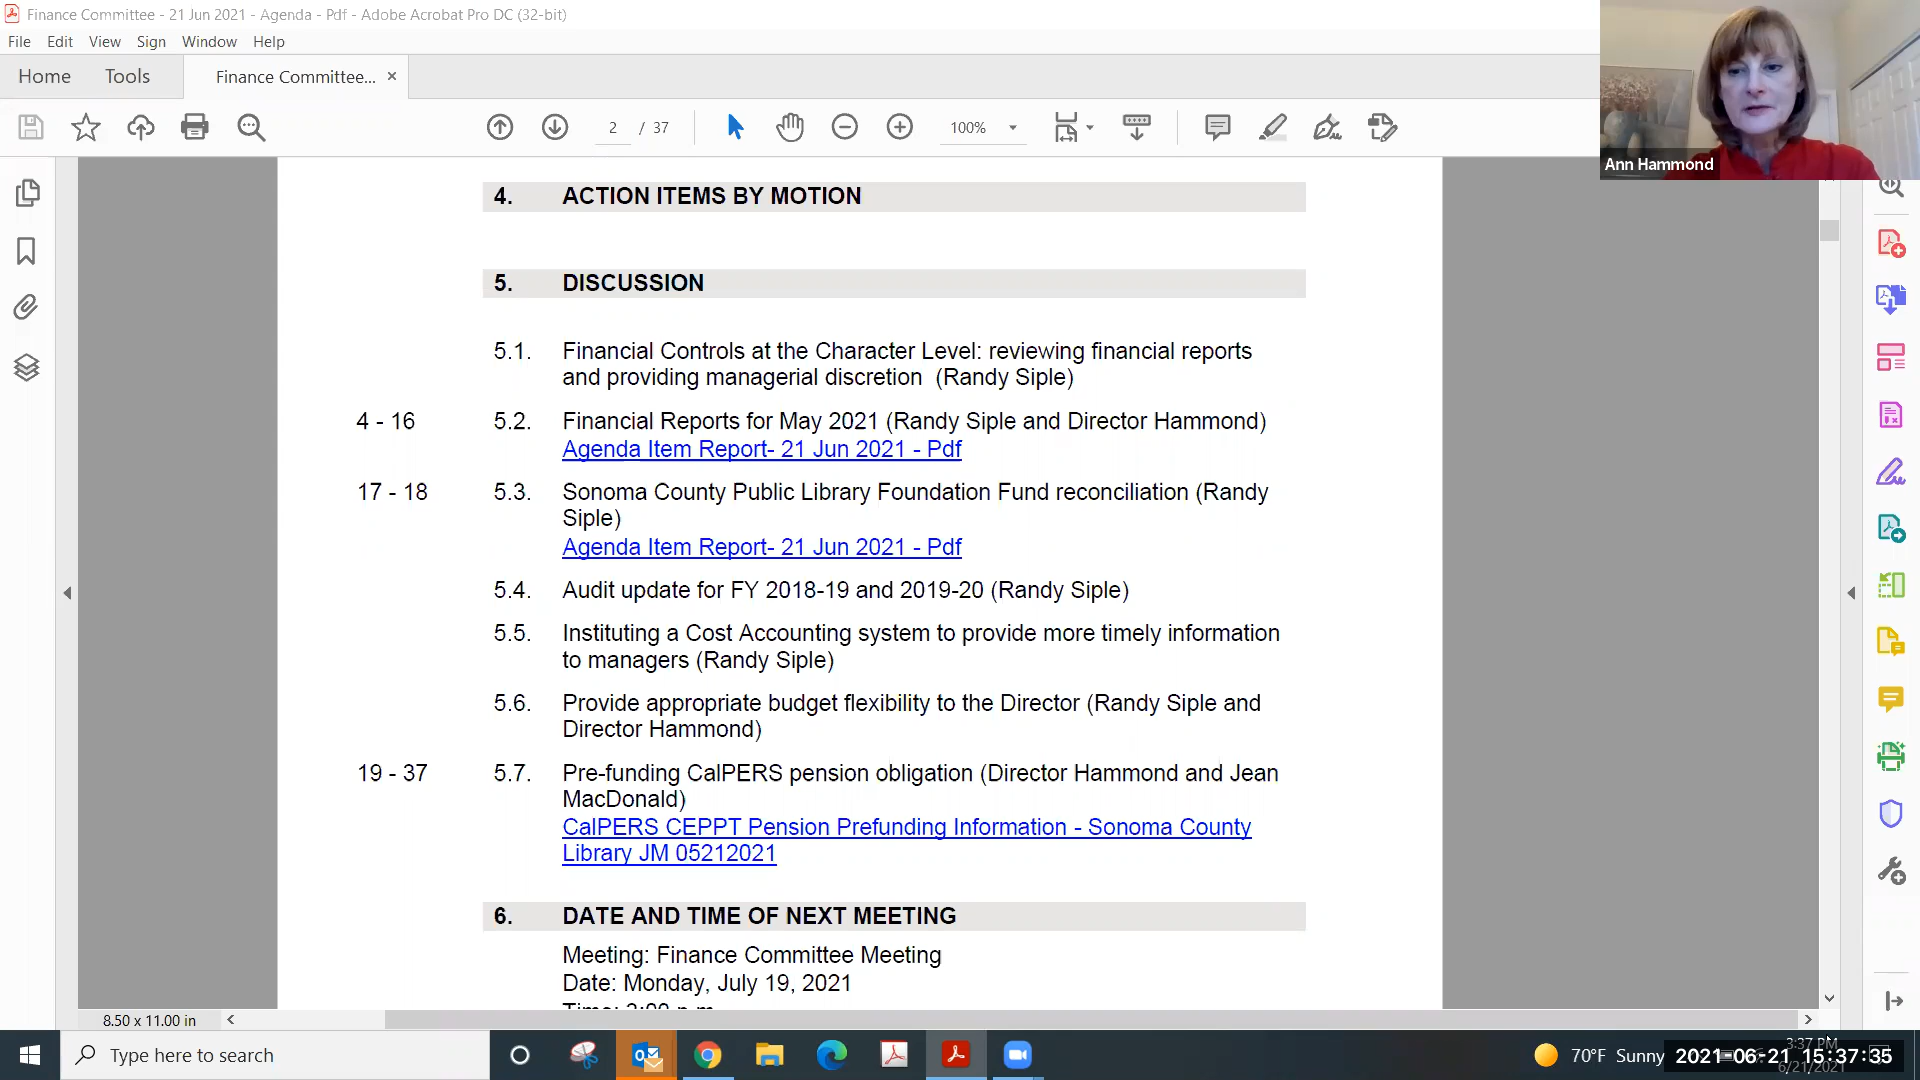 Finance Committee - 21 Jun 2021 - Agenda - Pdf - Adobe Acrobat Pro DC (32-bit)
File Edit View Sign Window Help
Home Tools Finance Committee... ×
2 / 37 100%
Ann Hammond
4. ACTION ITEMS BY MOTION
5. DISCUSSION
5.1. Financial Controls at the Character Level: reviewing financial reports
and providing managerial discretion (Randy Siple)
4 - 16 5.2. Financial Reports for May 2021 (Randy Siple and Director Hammond)
Agenda Item Report- 21 Jun 2021 - Pdf
17 - 18 5.3. Sonoma County Public Library Foundation Fund reconciliation (Randy
Siple)
Agenda Item Report- 21 Jun 2021 - Pdf
5.4. Audit update for FY 2018-19 and 2019-20 (Randy Siple)
5.5. Instituting a Cost Accounting system to provide more timely information
to managers (Randy Siple)
5.6. Provide appropriate budget flexibility to the Director (Randy Siple and
Director Hammond)
19 - 37 5.7. Pre-funding CalPERS pension obligation (Director Hammond and Jean
MacDonald)
CalPERS CEPPT Pension Prefunding Information - Sonoma County
Library JM 05212021
6. DATE AND TIME OF NEXT MEETING
Meeting: Finance Committee Meeting
Date: Monday, July 19, 2021
8.50 x 11.00 in
Type here to search
70°F Sunny
3:37 PM
2021-06-21 15:37:35
6/21/2021